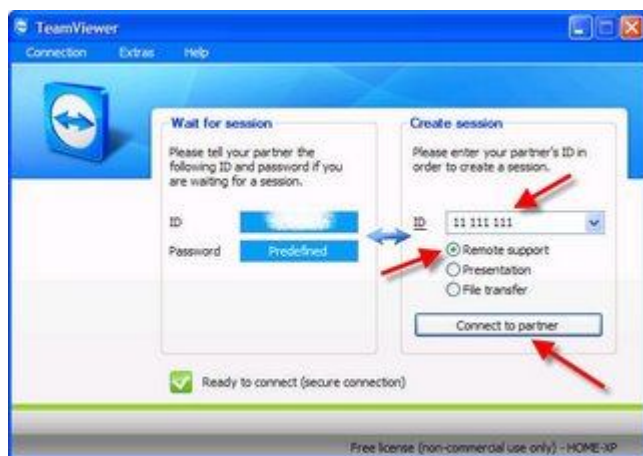 TeamViewer
Connection Extras Help
Wait for session
Please tell your partner the
following ID and password if you
are waiting for a session.
ID
Password Predefined
Create session
Please enter your partner's ID in
order to create a session.
ID 11 111 111
Remote support
Presentation
File transfer
Connect to partner
Ready to connect (secure connection)
Free license (non-commercial use only) - HOME-XP